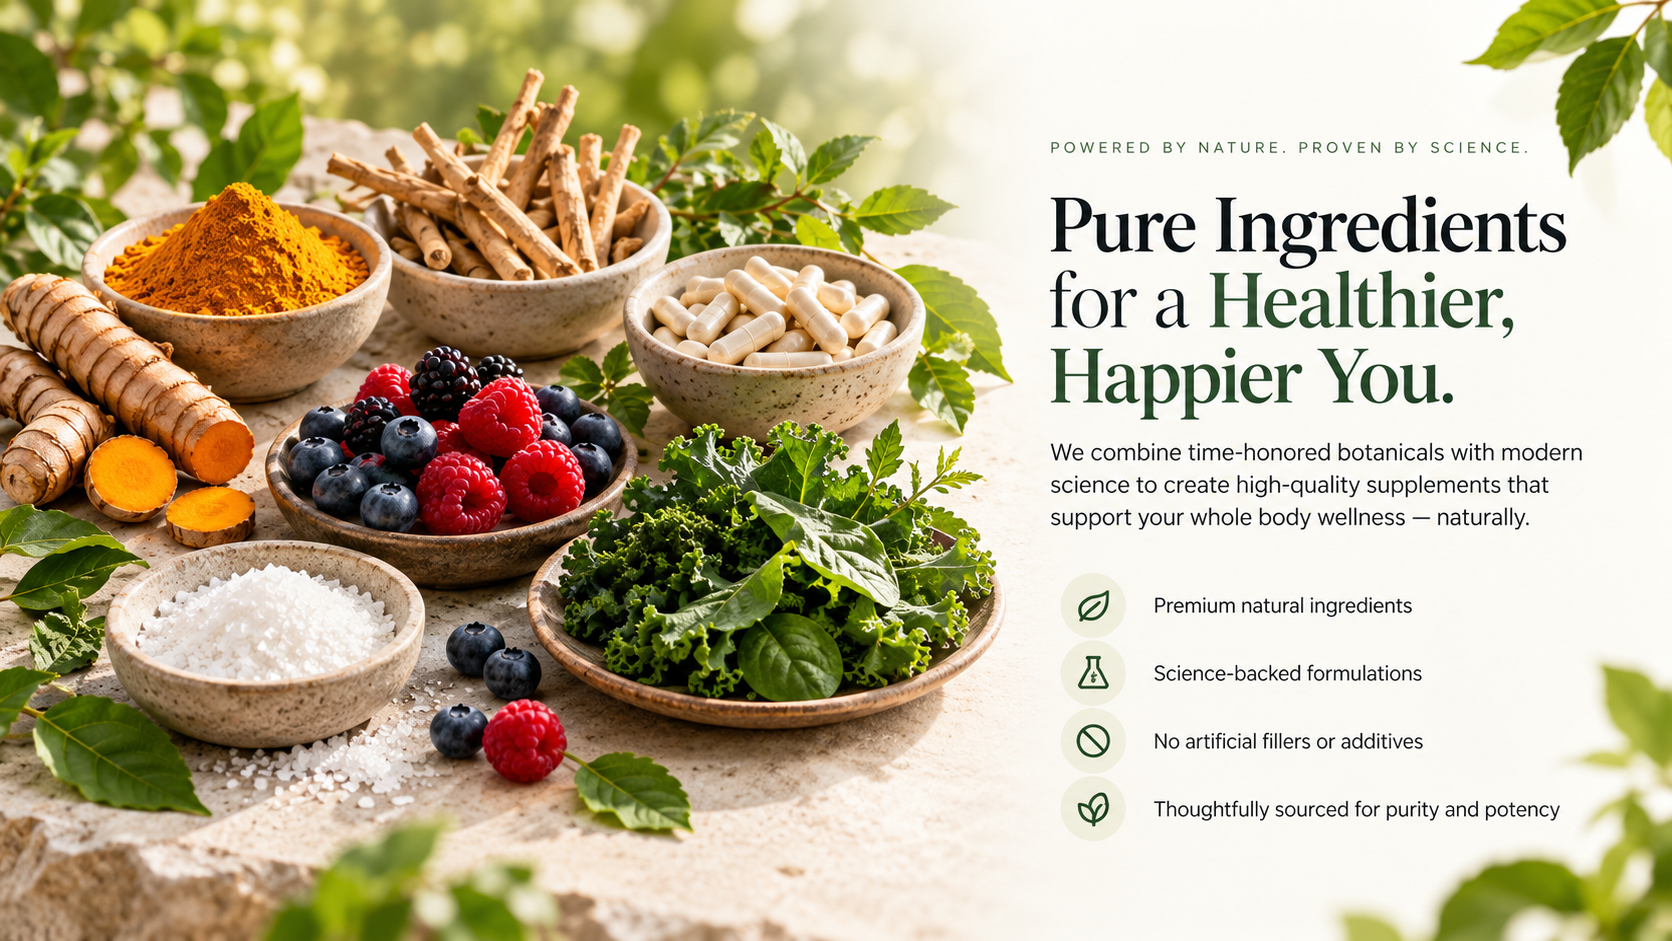 POWERED BY NATURE. PROVEN BY SCIENCE.
Pure Ingredients
for a Healthier,
Happier You.
We combine time-honored botanicals with modern
science to create high-quality supplements that
support your whole body wellness — naturally.
Premium natural ingredients
Science-backed formulations
No artificial fillers or additives
Thoughtfully sourced for purity and potency